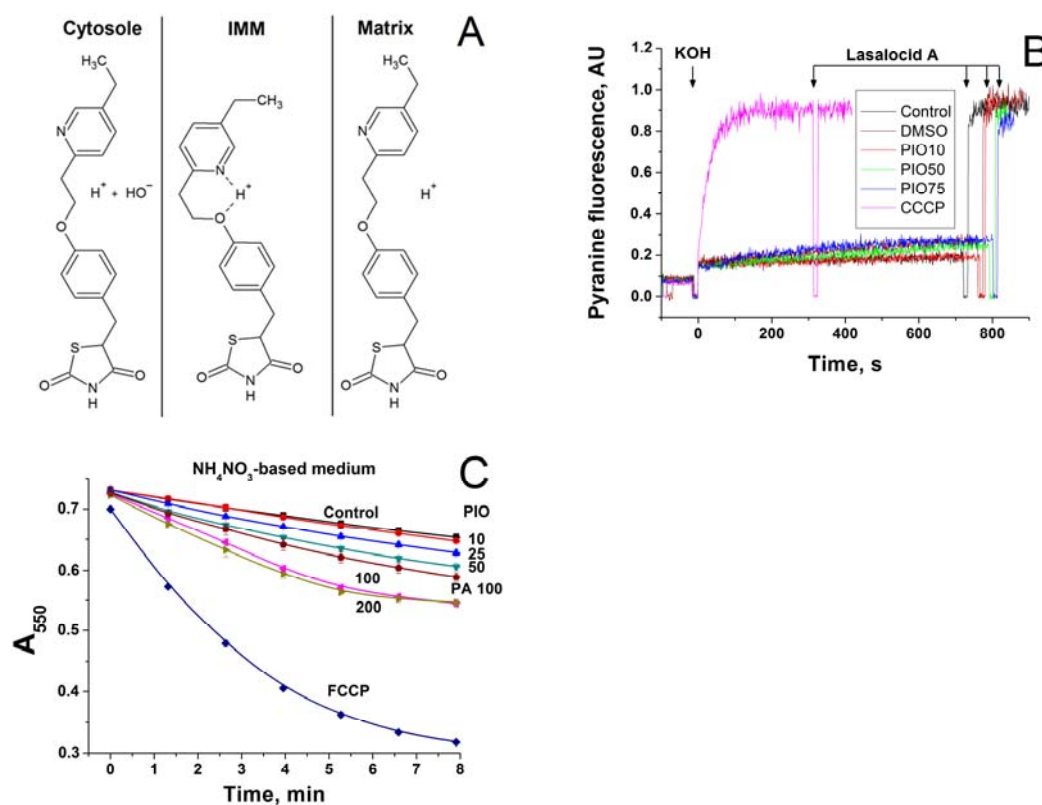 Cytosole IMM Matrix A
H₃C
CH₃
H₃C
N
N
N
H⁺ + HO⁻
H⁺
H⁺
O
O
O
S
O
N
H
O
S
O
N
H
O
S
O
N
H
O
B
KOH
Lasalocid A
Pyranine fluorescence, AU
1.2
1.0
0.8
0.6
0.4
0.2
0.0
Control
DMSO
PIO10
PIO50
PIO75
CCCP
0 200 400 600 800
Time, s
C
NH₄NO₃-based medium
A₅₅₀
0.7
0.6
0.5
0.4
0.3
Control
PIO
10
25
50
PA 100
100
200
FCCP
0 1 2 3 4 5 6 7 8
Time, min